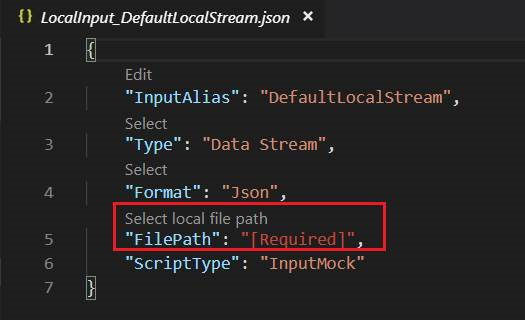 {} LocalInput_DefaultLocalStream.json ×
1 {
Edit
2 "InputAlias": "DefaultLocalStream",
Select
3 "Type": "Data Stream",
Select
4 "Format": "Json",
Select local file path
5 "FilePath": "[Required]",
6 "ScriptType": "InputMock"
7 }